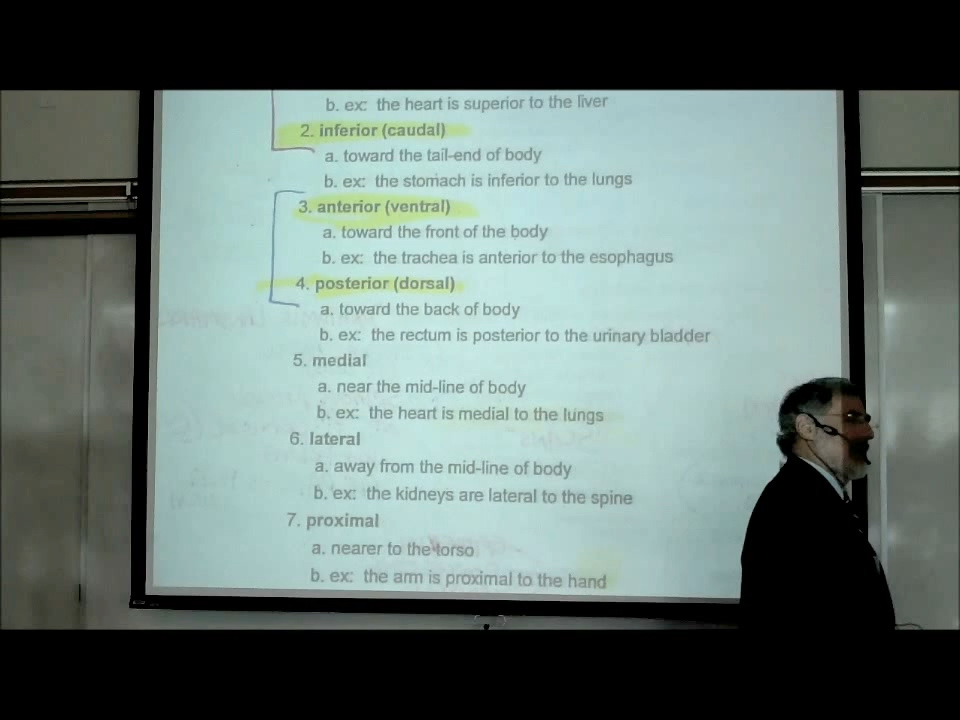 b. ex: the heart is superior to the liver
2. inferior (caudal)
a. toward the tail-end of body
b. ex: the stomach is inferior to the lungs
3. anterior (ventral)
a. toward the front of the body
b. ex: the trachea is anterior to the esophagus
4. posterior (dorsal)
a. toward the back of body
b. ex: the rectum is posterior to the urinary bladder
5. medial
a. near the mid-line of body
b. ex: the heart is medial to the lungs
6. lateral
a. away from the mid-line of body
b. ex: the kidneys are lateral to the spine
7. proximal
a. nearer to the torso
b. ex: the arm is proximal to the hand